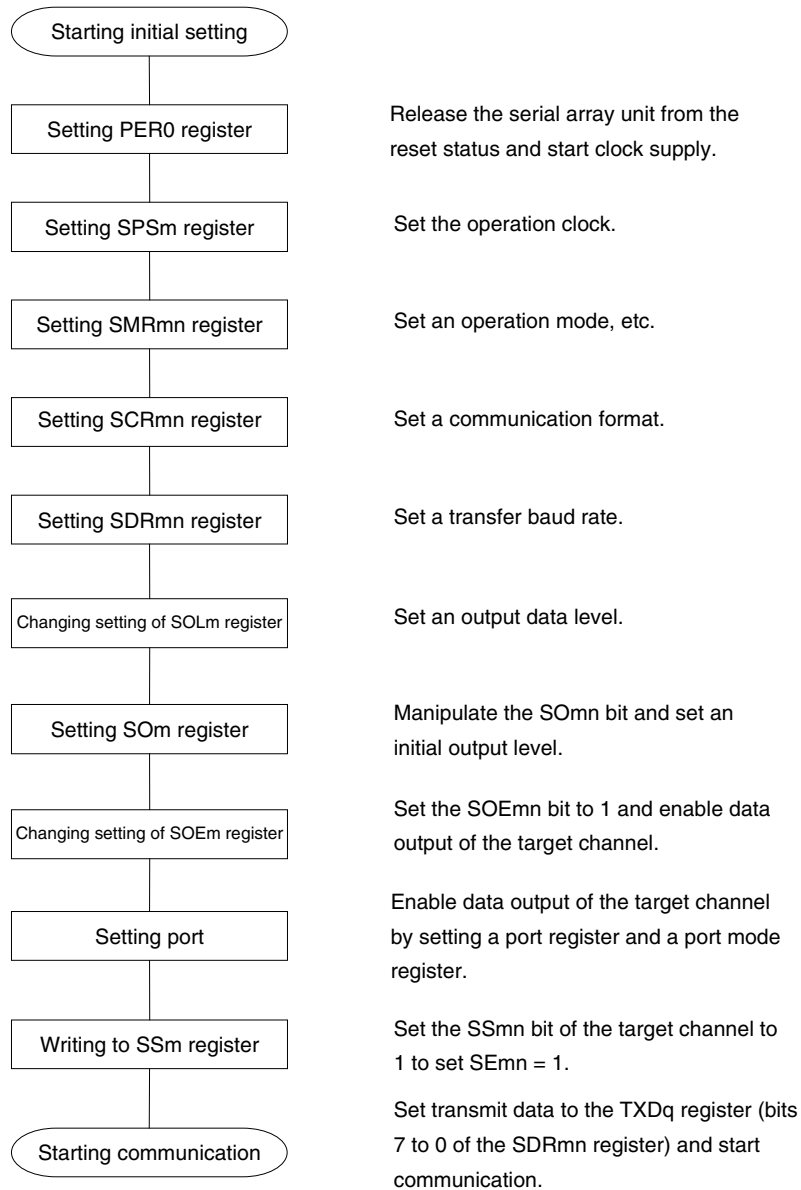 Starting initial setting
Setting PER0 register
Release the serial array unit from the
reset status and start clock supply.
Setting SPSm register
Set the operation clock.
Setting SMRmn register
Set an operation mode, etc.
Setting SCRmn register
Set a communication format.
Setting SDRmn register
Set a transfer baud rate.
Changing setting of SOLm register
Set an output data level.
Setting SOm register
Manipulate the SOmn bit and set an
initial output level.
Changing setting of SOEm register
Set the SOEmn bit to 1 and enable data
output of the target channel.
Setting port
Enable data output of the target channel
by setting a port register and a port mode
register.
Writing to SSm register
Set the SSmn bit of the target channel to
1 to set SEmn = 1.
Starting communication
Set transmit data to the TXDq register (bits
7 to 0 of the SDRmn register) and start
communication.